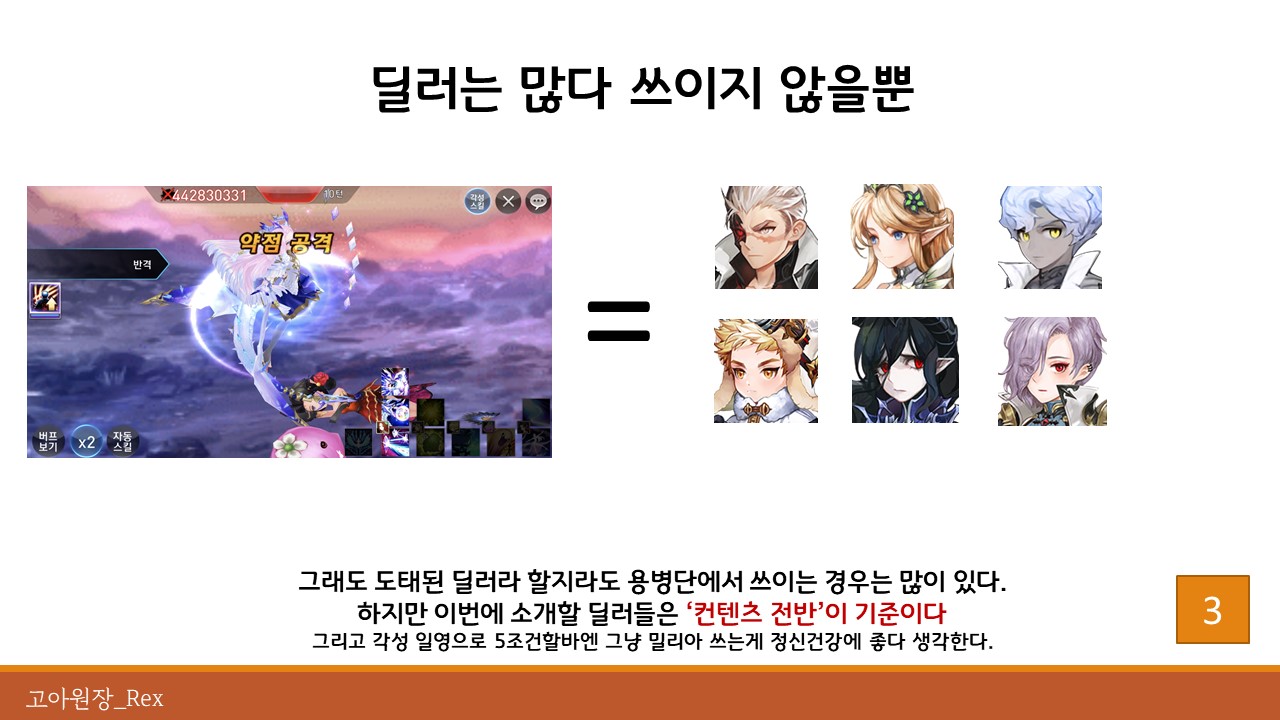 딜러는 많다 쓰이지 않을뿐
442830331
10턴
각성
스킬
약점 공격
반격
버프
보기
x2
자동
스킬
=
그래도 도태된 딜러라 할지라도 용병단에서 쓰이는 경우는 많이 있다.
하지만 이번에 소개할 딜러들은 ‘컨텐츠 전반’이 기준이다
그리고 각성 일영으로 5조건할바엔 그냥 밀리아 쓰는게 정신건강에 좋다 생각한다.
3
고아원장_Rex